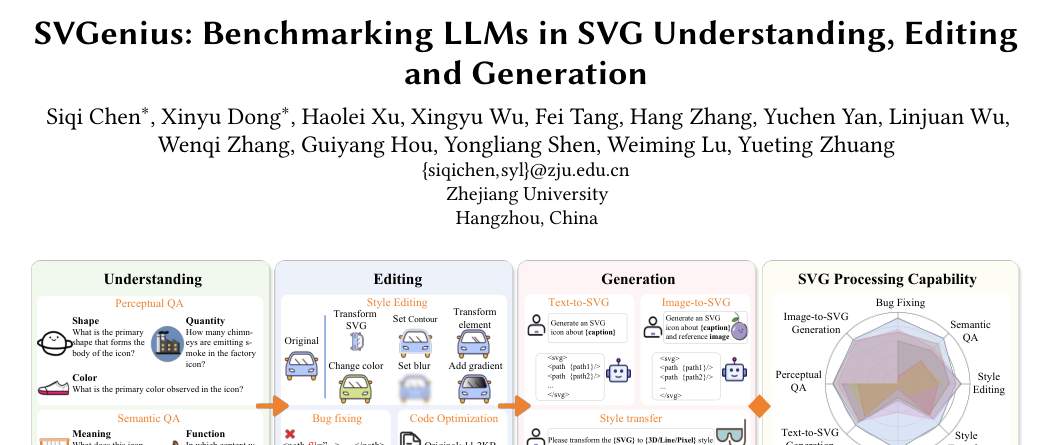 SVGenius: Benchmarking LLMs in SVG Understanding, Editing
and Generation
Siqi Chen*, Xinyu Dong*, Haolei Xu, Xingyu Wu, Fei Tang, Hang Zhang, Yuchen Yan, Linjuan Wu,
Wenqi Zhang, Guiyang Hou, Yongliang Shen, Weiming Lu, Yueting Zhuang
{siqichen,syl}@zju.edu.cn
Zhejiang University
Hangzhou, China
Understanding
Perceptual QA
Shape
What is the primary
shape that forms the
body of the icon?
Quantity
How many chimn-
eys are emitting s-
moke in the factory
icon?
Color
What is the primary color observed in the icon?
Semantic QA
Meaning
Function
Editing
Style Editing
Original
Transform
SVG
Set Contour
Transform
element
Change color
Set blur
Add gradient
Bug fixing
Code Optimization
Generation
Text-to-SVG
Generate an SVG
icon about {caption}
<svg>
<path {path1}/>
<path {path2}/>
...
</svg>
Image-to-SVG
Generate an SVG
icon about {caption}
and reference image
<svg>
<path {path1}/>
<path {path2}/>
...
</svg>
Style transfer
Please transform the {SVG} to {3D/Line/Pixel} style
SVG Processing Capability
Bug Fixing
Image-to-SVG
Generation
Semantic
QA
Perceptual
QA
Style
Editing
Text-to-SVG
Style